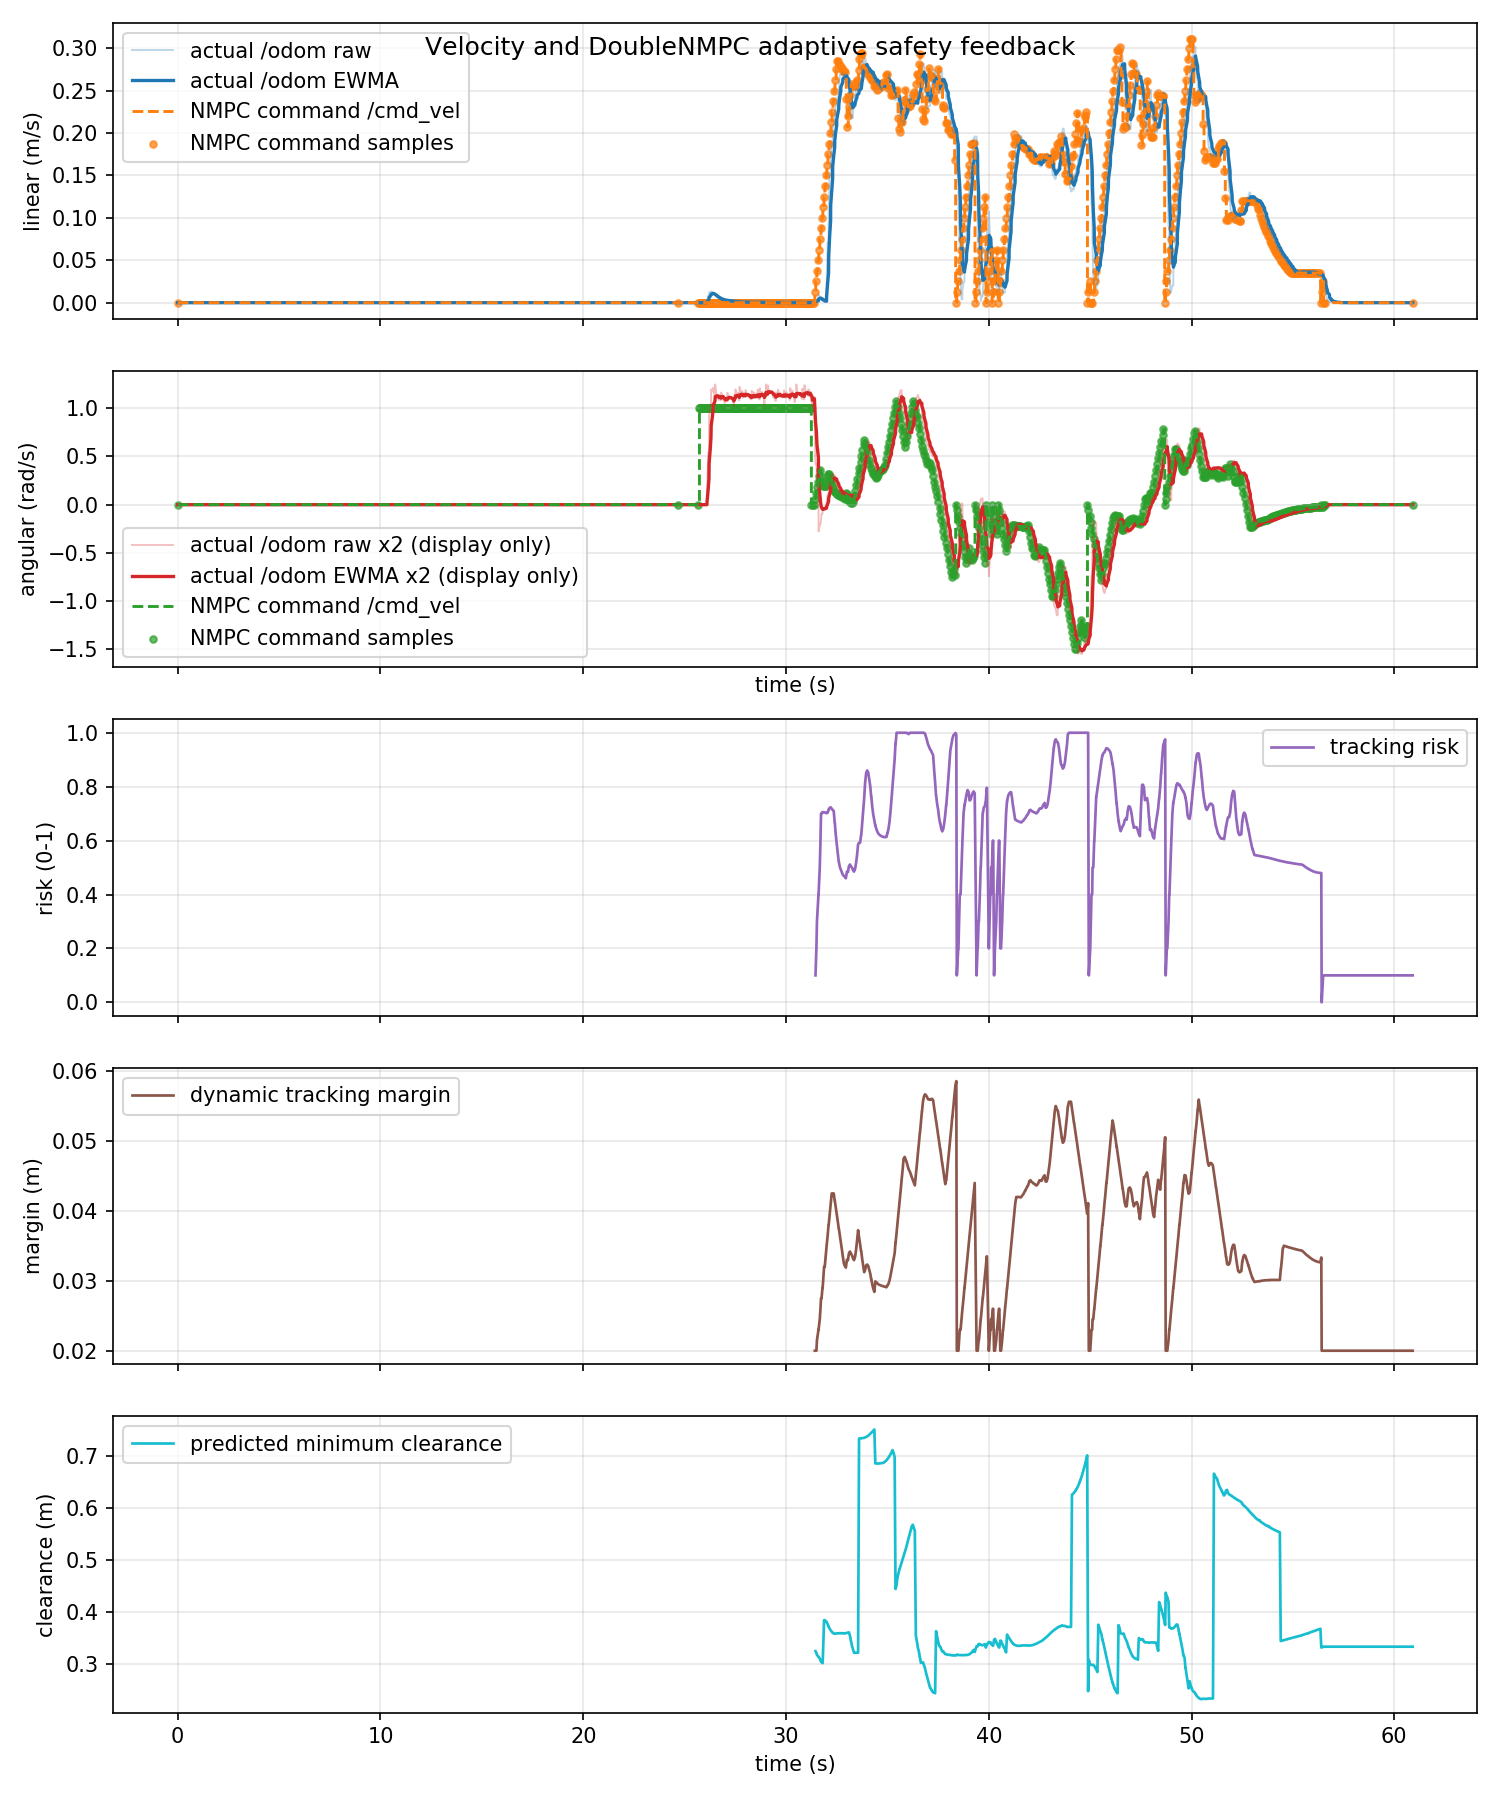 Velocity and DoubleNMPC adaptive safety feedback
actual /odom raw
actual /odom EWMA
NMPC command /cmd_vel
NMPC command samples
linear (m/s)
0.30
0.25
0.20
0.15
0.10
0.05
0.00
angular (rad/s)
1.0
0.5
0.0
−0.5
−1.0
−1.5
actual /odom raw x2 (display only)
actual /odom EWMA x2 (display only)
NMPC command /cmd_vel
NMPC command samples
time (s)
tracking risk
risk (0-1)
1.0
0.8
0.6
0.4
0.2
0.0
dynamic tracking margin
margin (m)
0.06
0.05
0.04
0.03
0.02
predicted minimum clearance
clearance (m)
0.7
0.6
0.5
0.4
0.3
0 10 20 30 40 50 60
time (s)